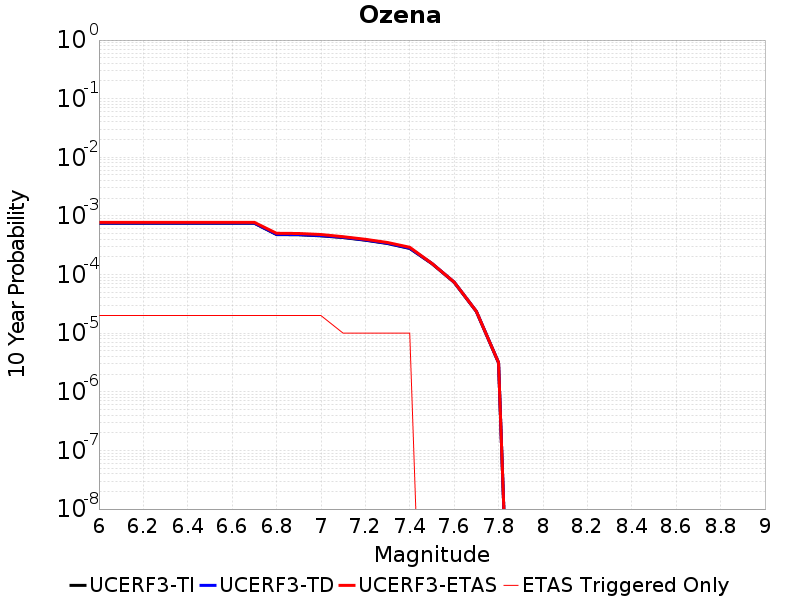 Ozena
10 Year Probability
10^0
10^-1
10^-2
10^-3
10^-4
10^-5
10^-6
10^-7
10^-8
6 6.2 6.4 6.6 6.8 7 7.2 7.4 7.6 7.8 8 8.2 8.4 8.6 8.8 9
Magnitude
UCERF3-TI UCERF3-TD UCERF3-ETAS ETAS Triggered Only